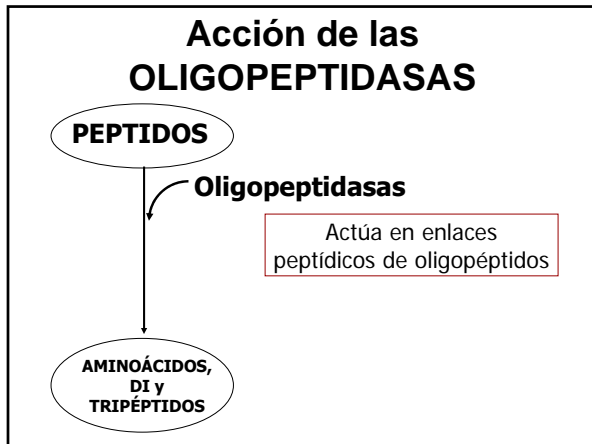 Acción de las
OLIGOPEPTIDASAS
PEPTIDOS
Oligopeptidasas
Actúa en enlaces
peptídicos de oligopéptidos
AMINOÁCIDOS,
DI y
TRIPÉPTIDOS